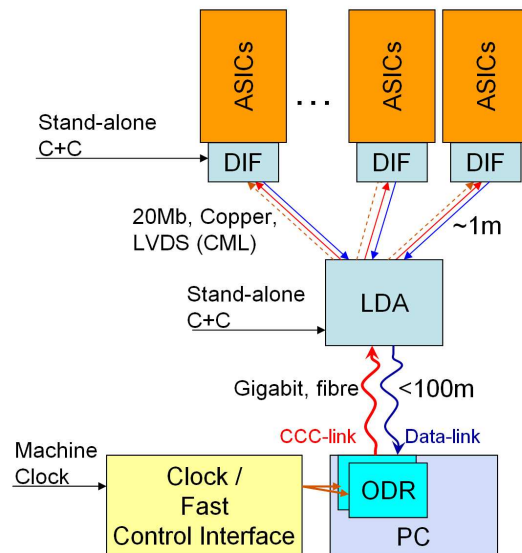 ASICs
ASICs
ASICs
...
Stand-alone
C+C
DIF
DIF
DIF
20Mb, Copper,
LVDS (CML)
~1m
Stand-alone
C+C
LDA
Gigabit, fibre
<100m
CCC-link
Data-link
Machine
Clock
Clock /
Fast
Control Interface
ODR
PC